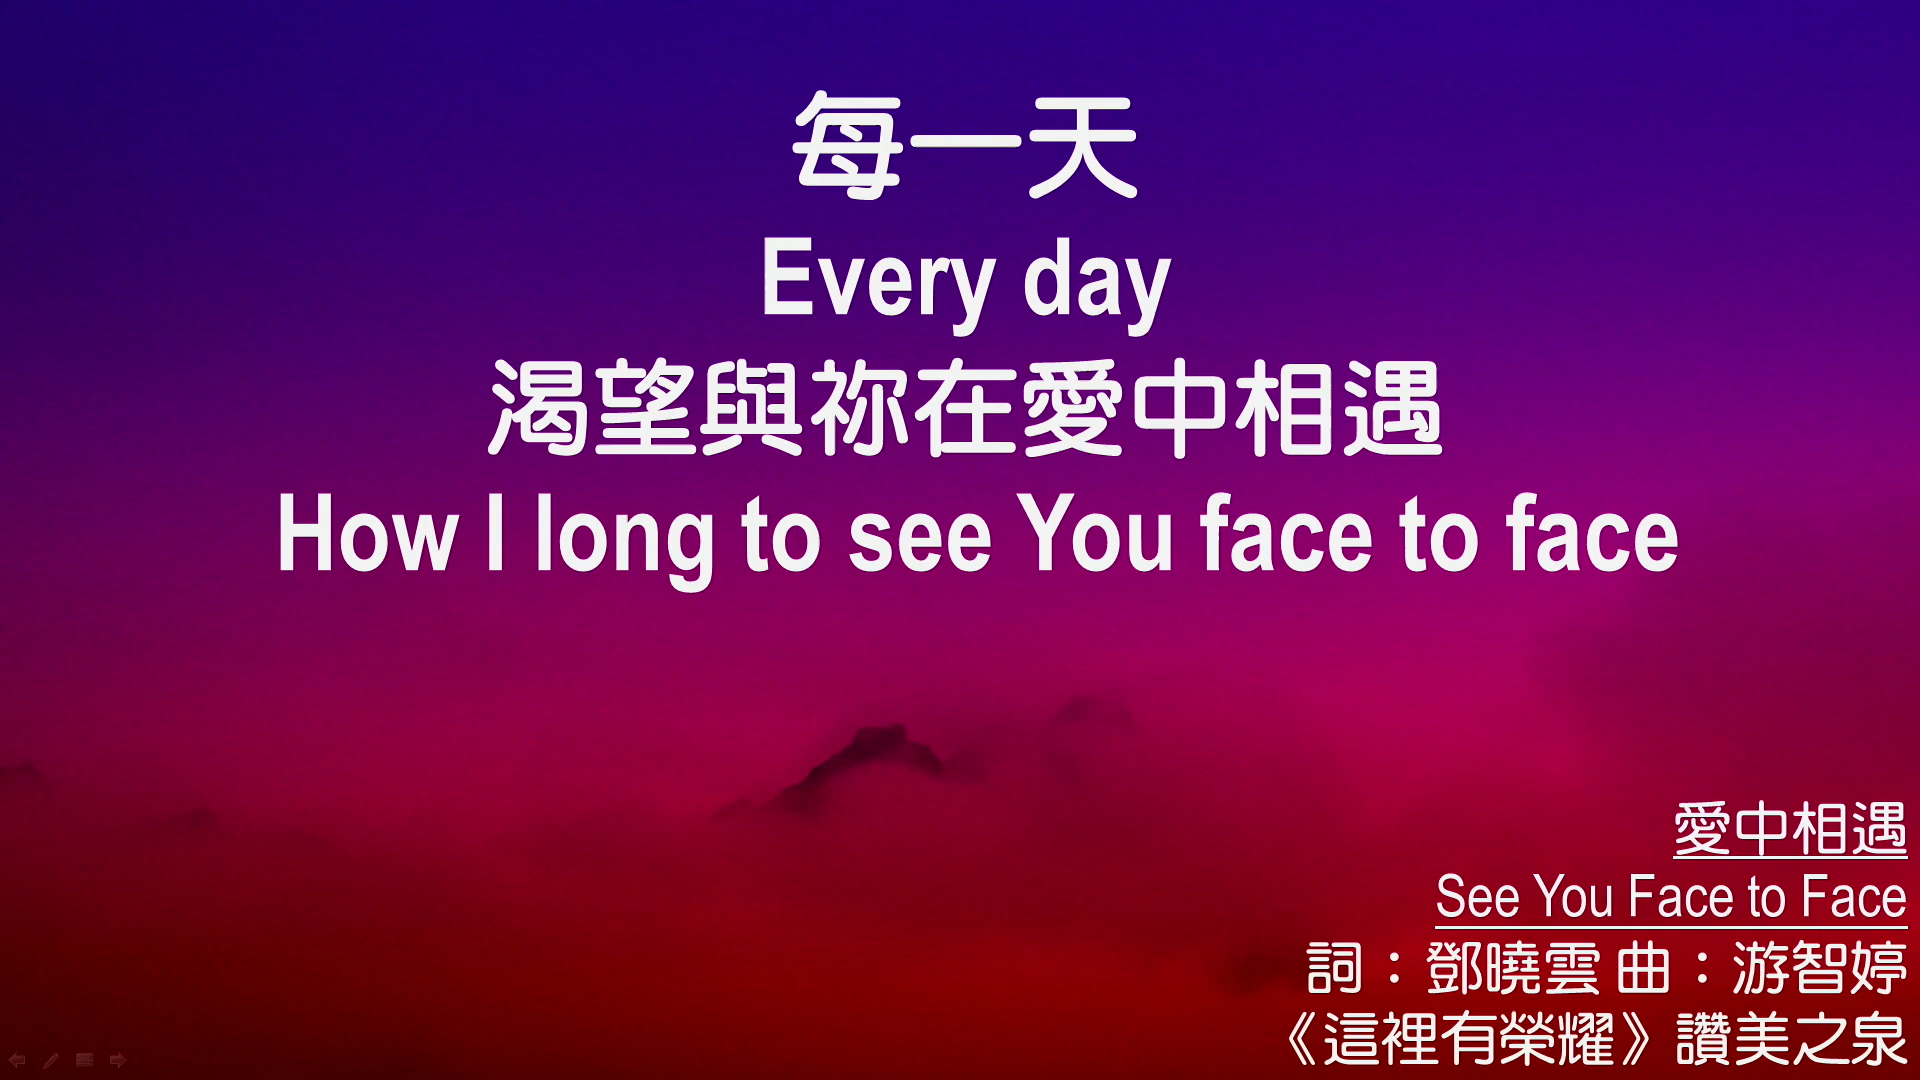 每一天
Every day
渴望與祢在愛中相遇
How I long to see You face to face
愛中相遇
See You Face to Face
詞：鄧曉雲 曲：游智婷
《這裡有榮耀》讚美之泉